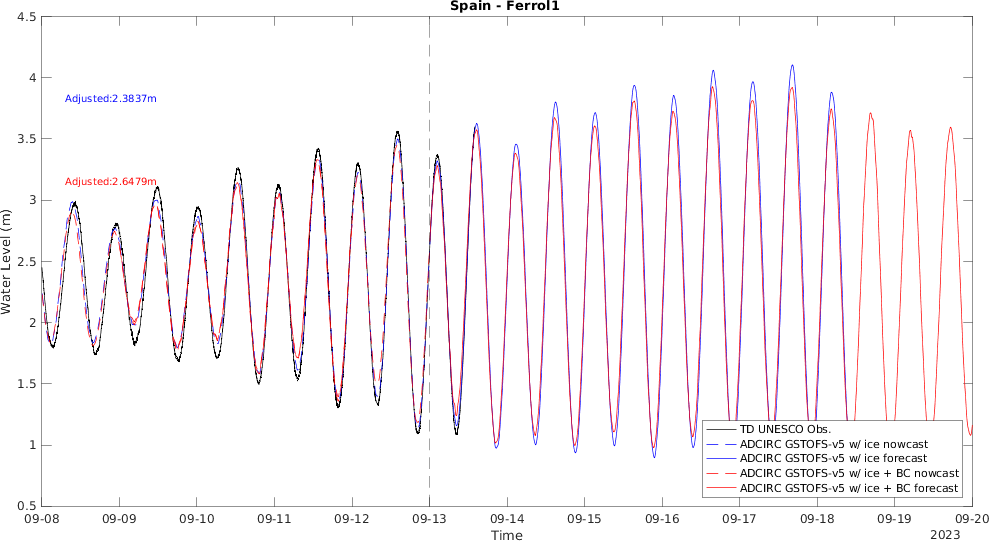 Spain - Ferrol1
4.5
4
3.5
3
2.5
2
1.5
1
0.5
Water Level (m)
Adjusted:2.3837m
Adjusted:2.6479m
TD UNESCO Obs.
ADCIRC GSTOFS-v5 w/ ice nowcast
ADCIRC GSTOFS-v5 w/ ice forecast
ADCIRC GSTOFS-v5 w/ ice + BC nowcast
ADCIRC GSTOFS-v5 w/ ice + BC forecast
09-08 09-09 09-10 09-11 09-12 09-13 09-14 09-15 09-16 09-17 09-18 09-19 09-20
Time
2023